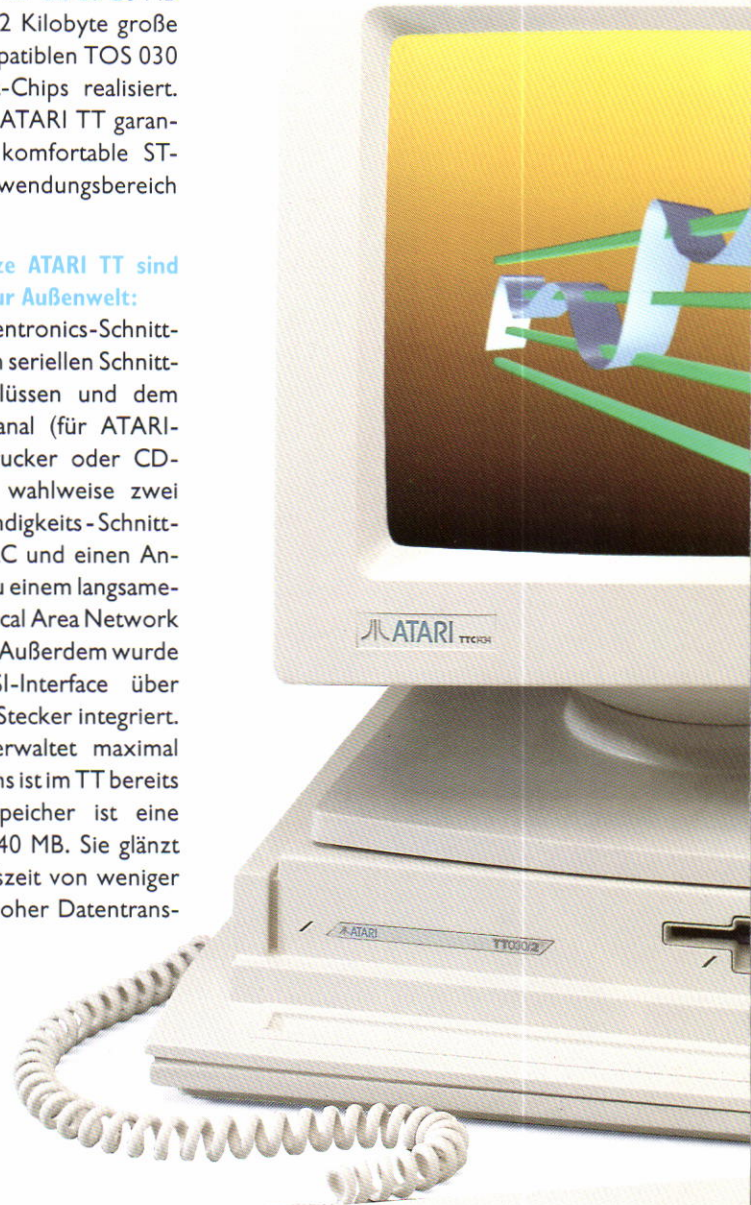 2 Kilobyte große
patiblen TOS 030
-Chips realisiert.
ATARI TT garan-
komfortable ST-
wendungsbereich
ze ATARI TT sind
ur Außenwelt:
entronics-Schnitt-
n seriellen Schnitt-
lüssen und dem
anal (für ATARI-
ucker oder CD-
wahlweise zwei
ndigkeits-Schnitt-
C und einen An-
u einem langsame-
cal Area Network
Außerdem wurde
SI-Interface über
Stecker integriert.
erwaltet maximal
ns ist im TT bereits
peicher ist eine
40 MB. Sie glänzt
szeit von weniger
oher Datentrans-
ATARI
ATARI
TT030/2